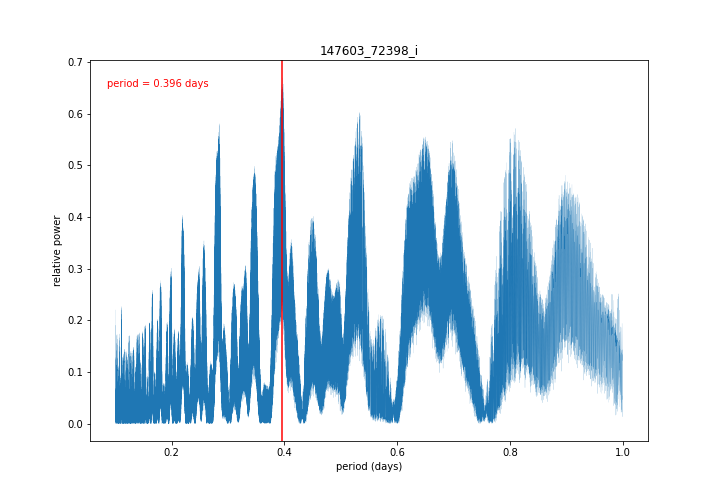 147603_72398_i
period = 0.396 days
relative power
0.7
0.6
0.5
0.4
0.3
0.2
0.1
0.0
0.2 0.4 0.6 0.8 1.0
period (days)